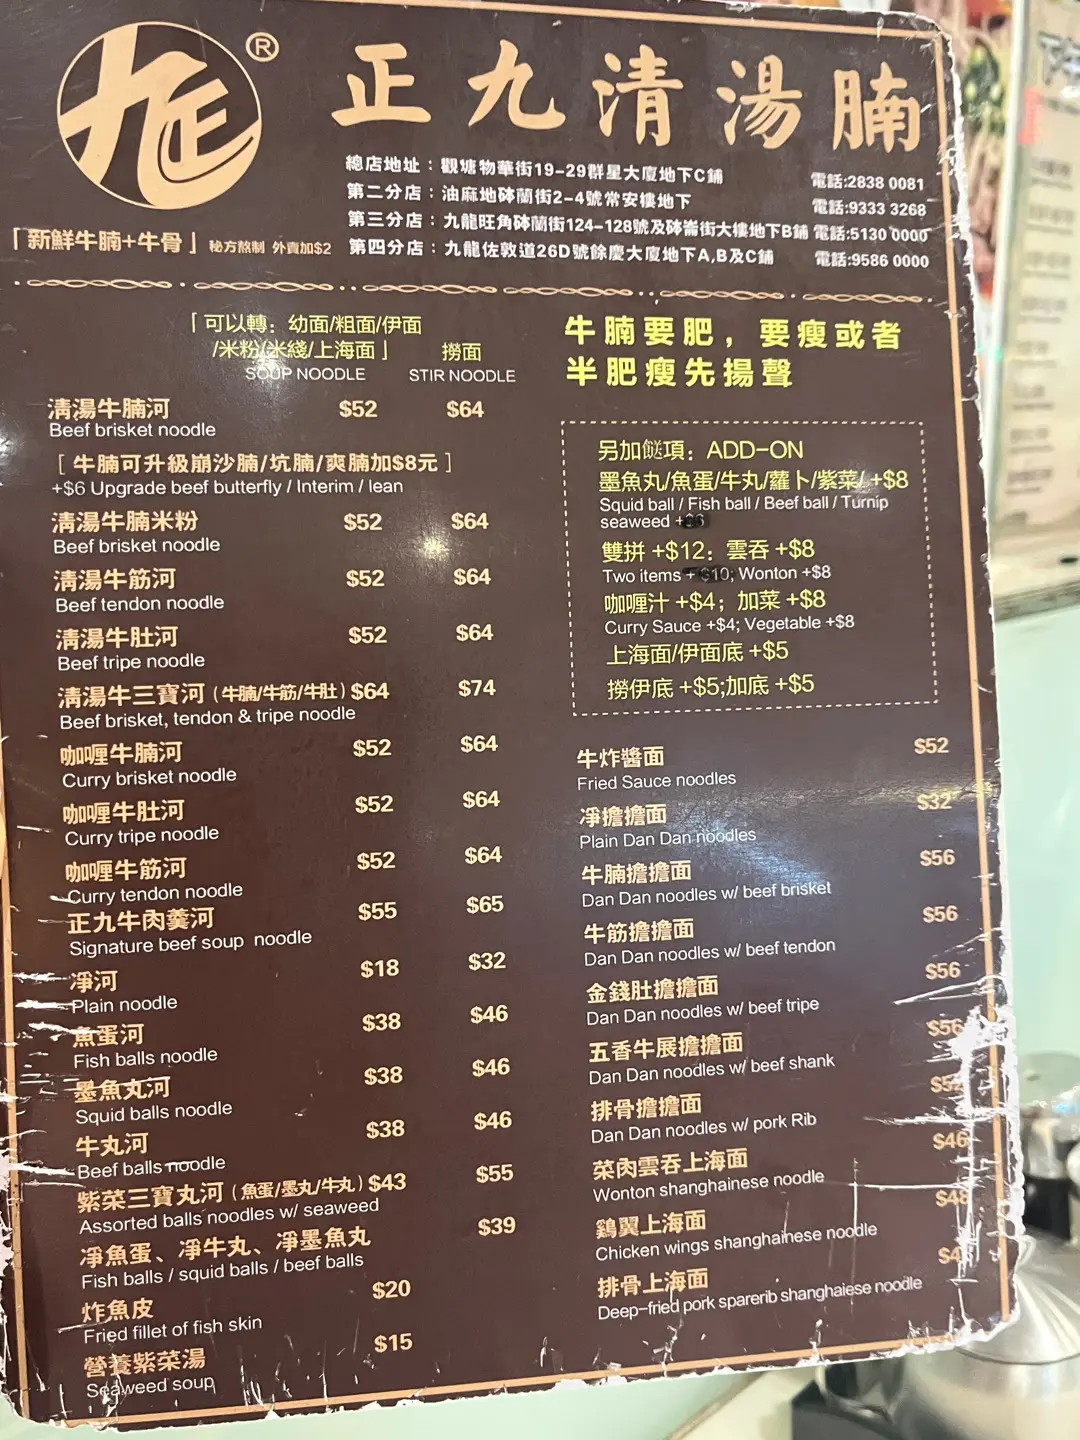 九正 ®
正九清湯腩
總店地址：觀塘物華街19-29群星大廈地下C鋪 電話:2838 0081
第二分店：油麻地砵蘭街2-4號常安樓地下 電話:9333 3268
第三分店：九龍旺角砵蘭街124-128號及砵崙街大樓地下B鋪 電話:5130 0000
第四分店：九龍佐敦道26D號餘慶大廈地下A,B及C鋪 電話:9586 0000
「新鮮牛腩+牛骨」秘方熬制 外賣加$2
「可以轉：幼面/粗面/伊面
/米粉/米綫/上海面」 撈面
SOUP NOODLE STIR NOODLE
清湯牛腩河 $52 $64
Beef brisket noodle
[牛腩可升級崩沙腩/坑腩/爽腩加$8元]
+$6 Upgrade beef butterfly / Interim / lean
清湯牛腩米粉 $52 $64
Beef brisket noodle
清湯牛筋河 $52 $64
Beef tendon noodle
清湯牛肚河 $52 $64
Beef tripe noodle
清湯牛三寶河（牛腩/牛筋/牛肚）$64 $74
Beef brisket, tendon & tripe noodle
咖喱牛腩河 $52 $64
Curry brisket noodle
咖喱牛肚河 $52 $64
Curry tripe noodle
咖喱牛筋河 $52 $64
Curry tendon noodle
正九牛肉羹河 $55 $65
Signature beef soup noodle
凈河 $18 $32
Plain noodle
魚蛋河 $38 $46
Fish balls noodle
墨魚丸河 $38 $46
Squid balls noodle
牛丸河 $38 $46
Beef balls noodle
紫菜三寶丸河（魚蛋/墨丸/牛丸）$43 $55
Assorted balls noodles w/ seaweed
凈魚蛋、凈牛丸、凈墨魚丸 $39
Fish balls / squid balls / beef balls
炸魚皮 $20
Fried fillet of fish skin
營養紫菜湯 $15
Seaweed soup
牛腩要肥，要瘦或者
半肥瘦先揚聲
另加餸項：ADD-ON
墨魚丸/魚蛋/牛丸/蘿卜/紫菜/+$8
Squid ball / Fish ball / Beef ball / Turnip
seaweed +
雙拼 +$12；雲吞 +$8
Two items + $10; Wonton +$8
咖喱汁 +$4；加菜 +$8
Curry Sauce +$4; Vegetable +$8
上海面/伊面底 +$5
撈伊底 +$5;加底 +$5
牛炸醬面 $52
Fried Sauce noodles
凈擔擔面 $32
Plain Dan Dan noodles
牛腩擔擔面 $56
Dan Dan noodles w/ beef brisket
牛筋擔擔面 $56
Dan Dan noodles w/ beef tendon
金錢肚擔擔面 $56
Dan Dan noodles w/ beef tripe
五香牛展擔擔面 $56
Dan Dan noodles w/ beef shank
排骨擔擔面 $52
Dan Dan noodles w/ pork Rib
菜肉雲吞上海面 $46
Wonton shanghainese noodle
鷄翼上海面 $48
Chicken wings shanghainese noodle
排骨上海面
Deep-fried pork sparerib shanghaiese noodle